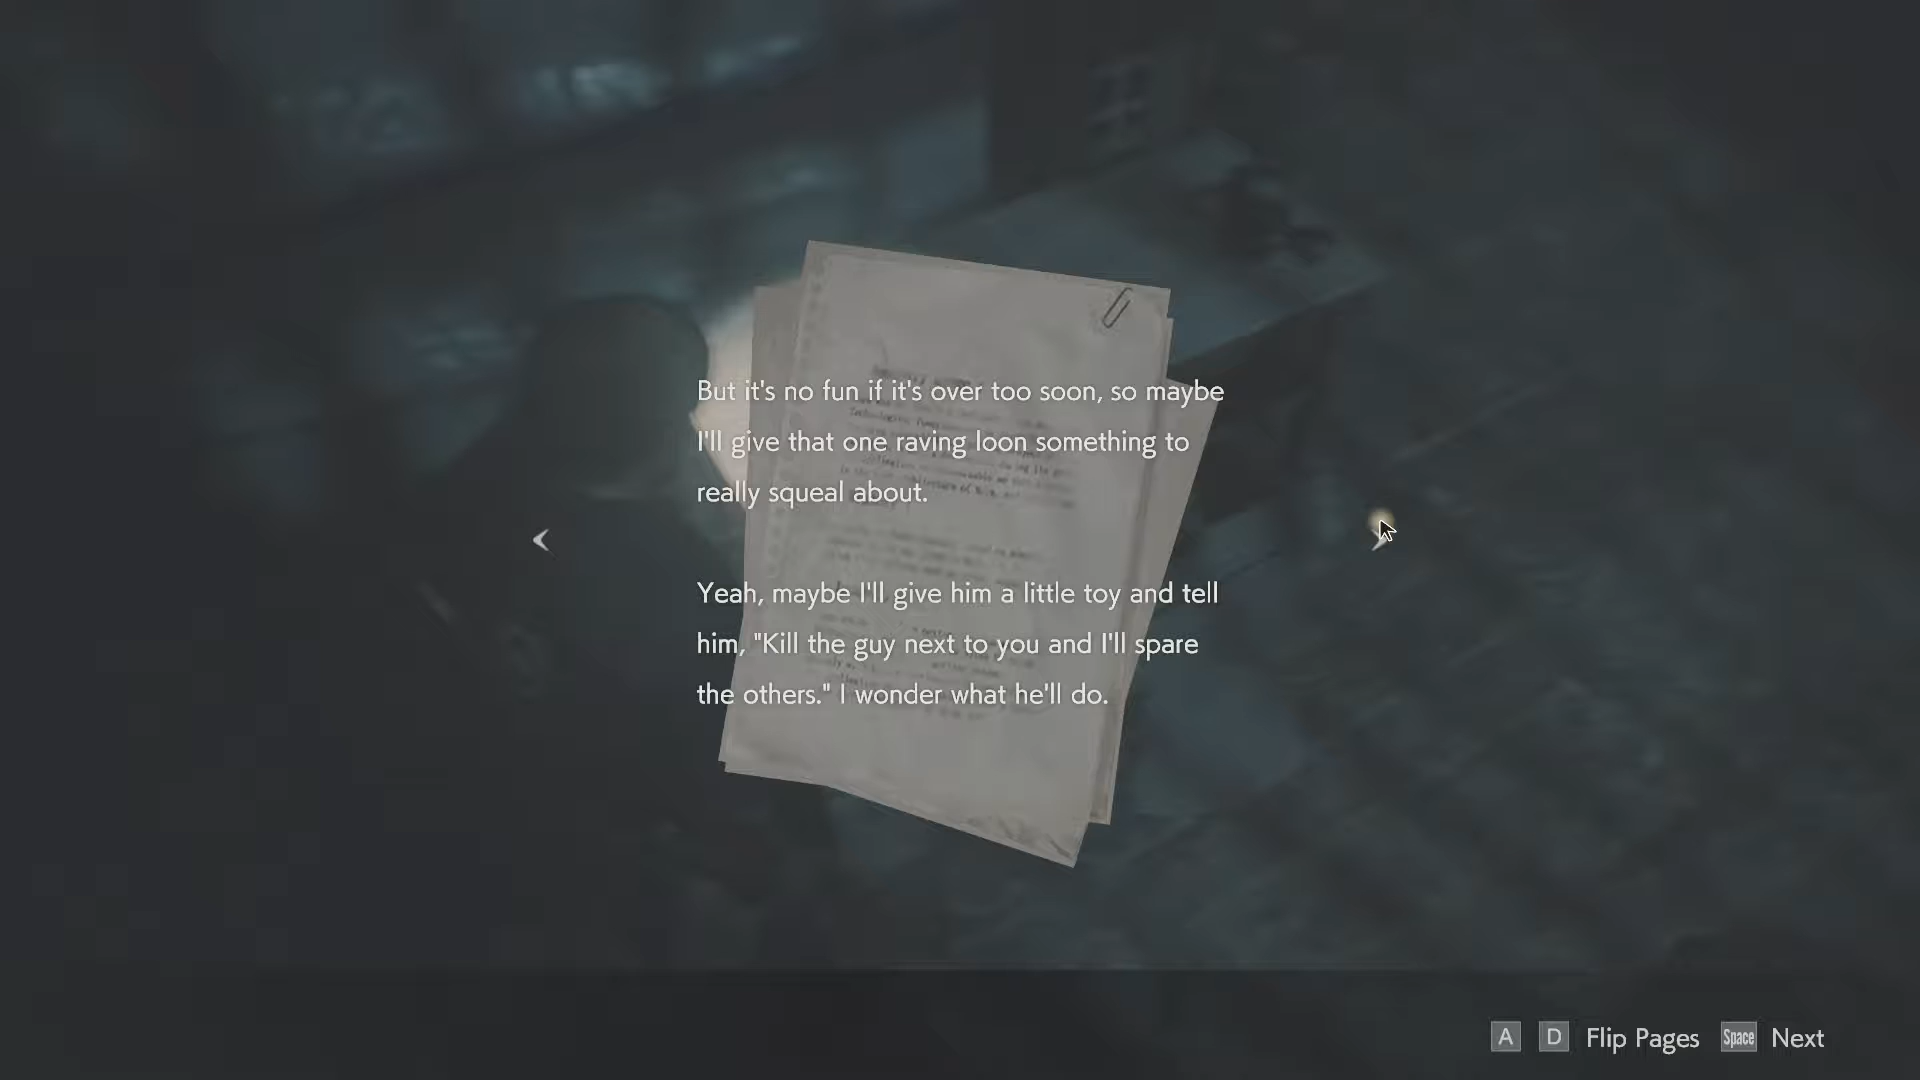 But it's no fun if it's over too soon, so maybe
I'll give that one raving loon something to
really squeal about.
Yeah, maybe I'll give him a little toy and tell
him, "Kill the guy next to you and I'll spare
the others." I wonder what he'll do.
A D Flip Pages Space Next